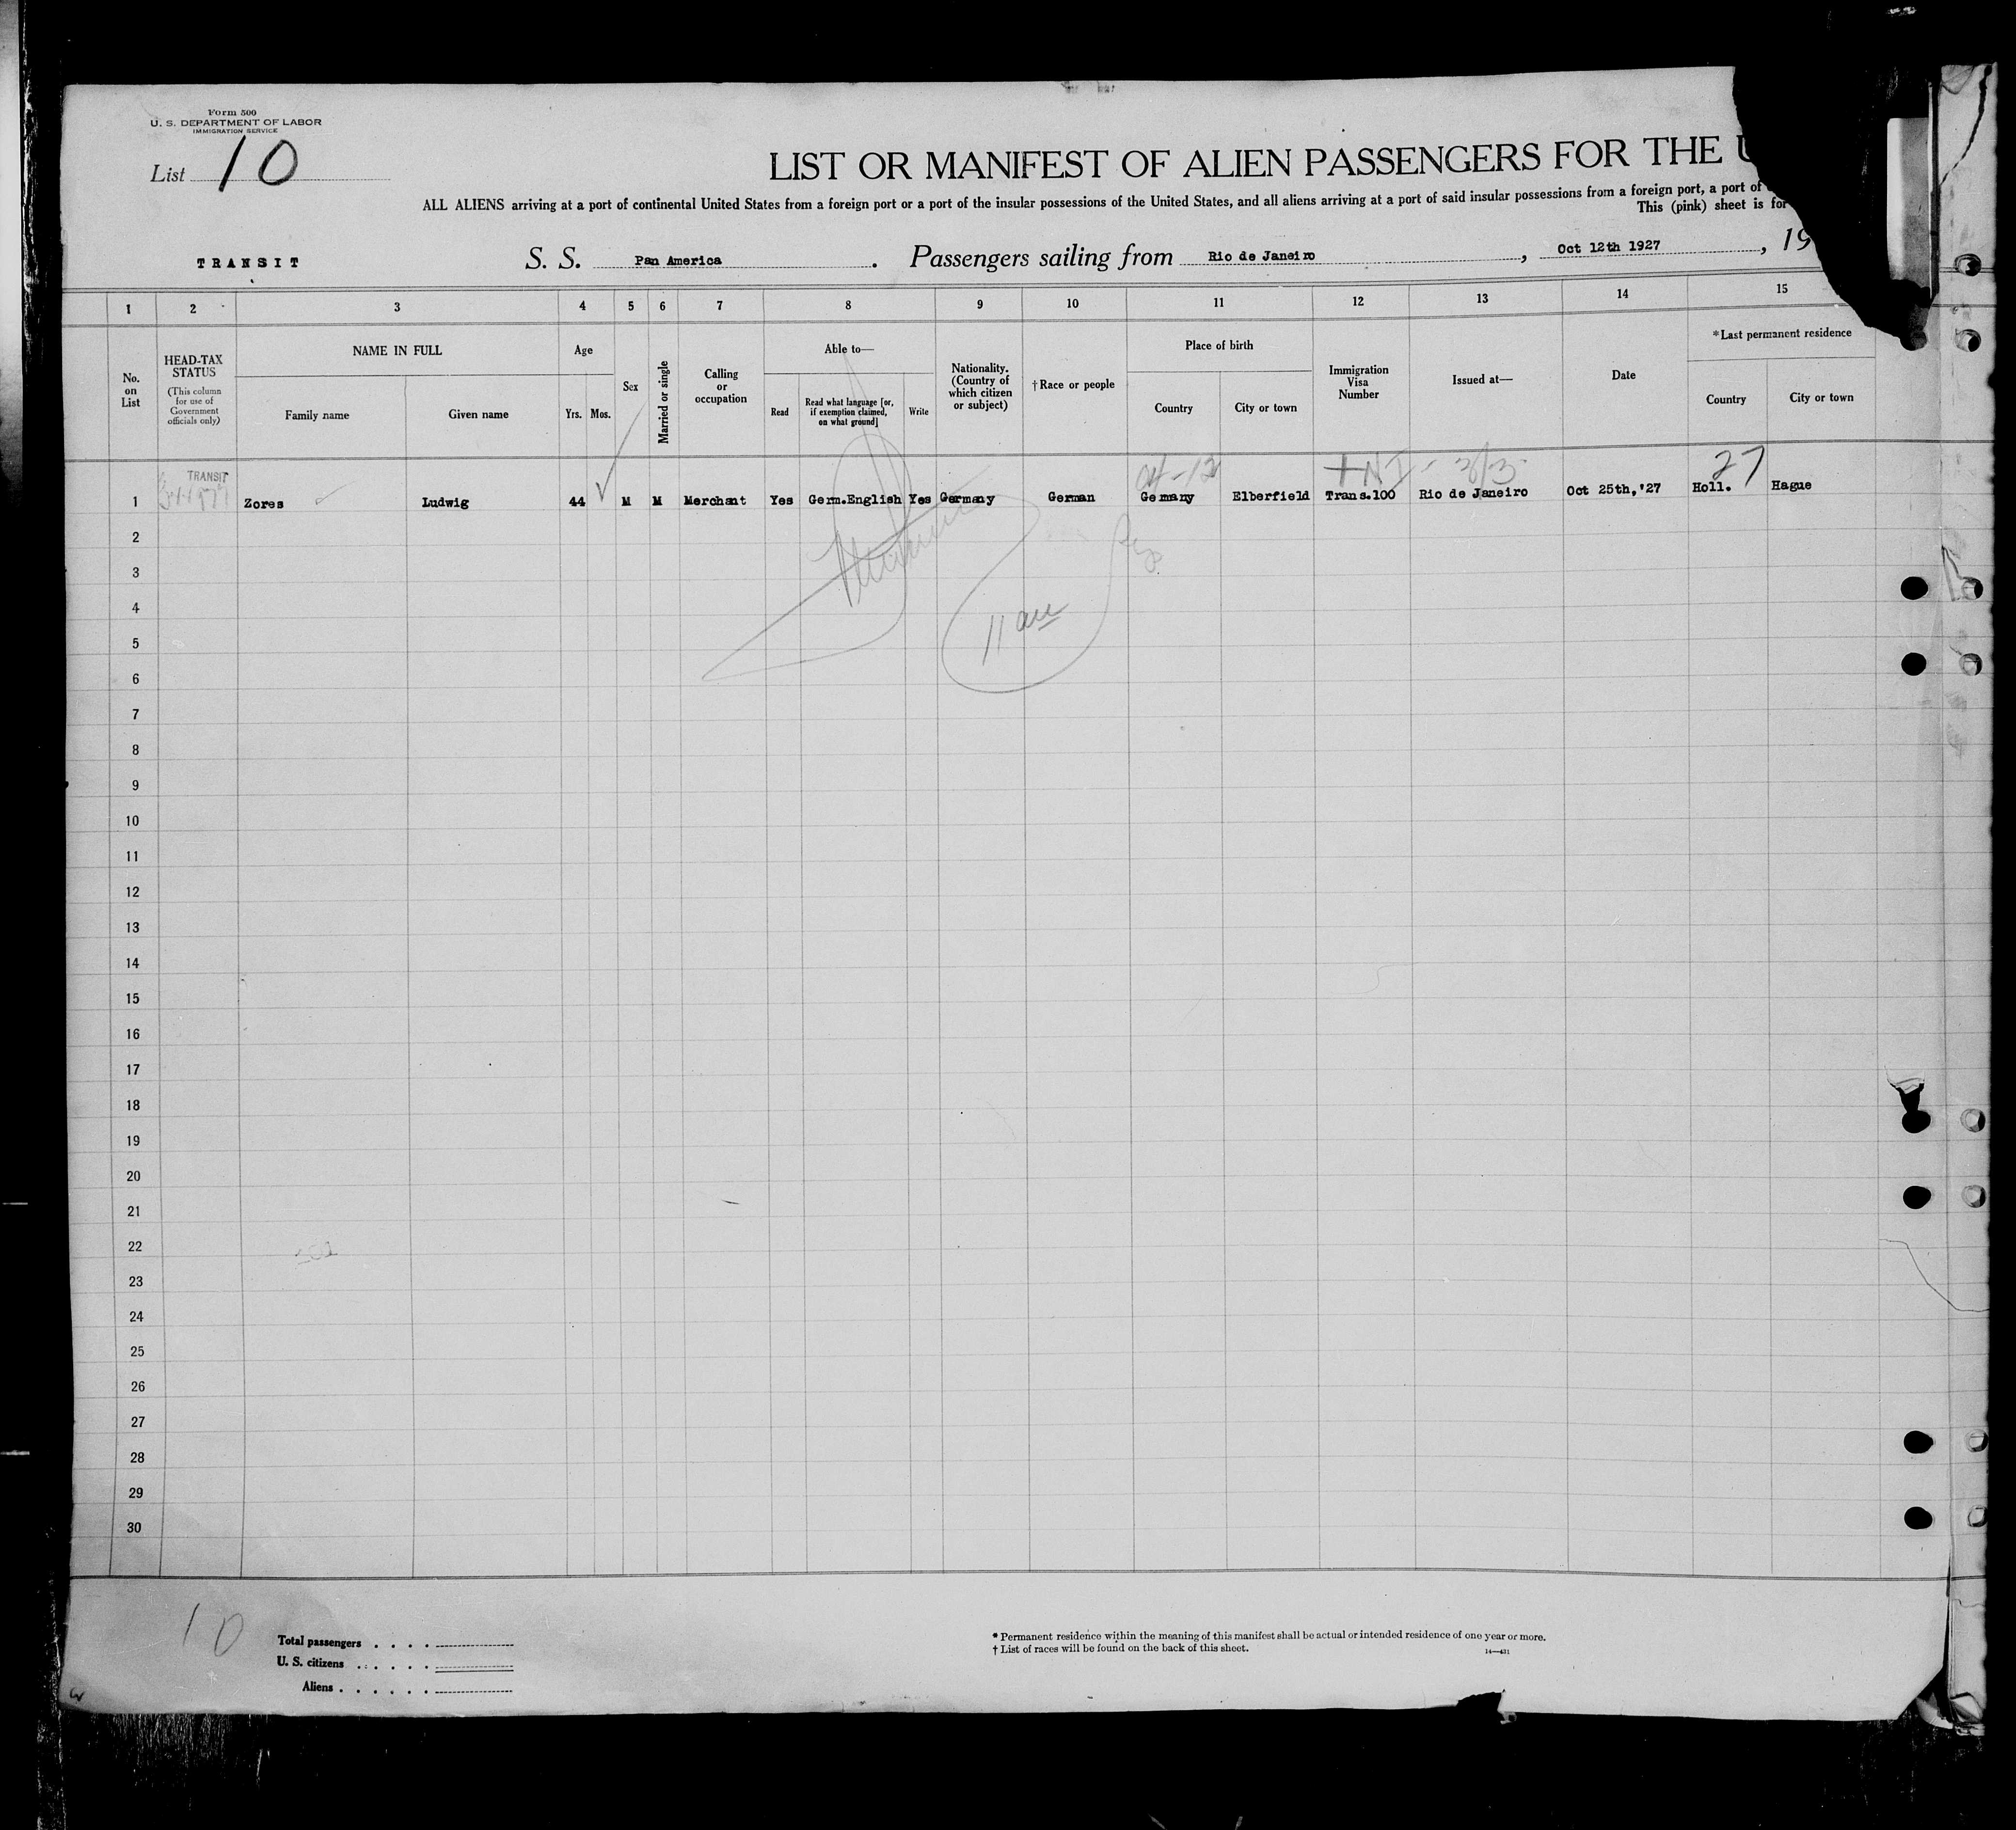 Form 500
U. S. DEPARTMENT OF LABOR
IMMIGRATION SERVICE
List 10
LIST OR MANIFEST OF ALIEN PASSENGERS FOR THE
ALL ALIENS arriving at a port of continental United States from a foreign port or a port of the insular possessions of the United States, and all aliens arriving at a port of said insular possessions from a foreign port, a port of
This (pink) sheet is for
TRANSIT S. S. Pan America. Passengers sailing from Rio de Janeiro, Oct 12th 1927, 19
1 2 3 4 5 6 7 8 9 10 11 12 13 14 15
No. on List
HEAD-TAX STATUS (This column for use of Government officials only)
NAME IN FULL
Family name Given name
Age
Yrs. Mos.
Sex
Married or single
Calling or occupation
Able to—
Read
Read what language [or, if exemption claimed, on what ground]
Write
Nationality. (Country of which citizen or subject)
†Race or people
Place of birth
Country City or town
Immigration Visa Number
Issued at—
Date
*Last permanent residence
Country City or town
TRANSIT
27
1 Zores Ludwig 44 M M Merchant Yes Germ.English Yes Germany German Gemany Elberfield Trans.100 Rio de Janeiro Oct 25th,'27 Holl. Hague
2
3
4
11 am
5
6
7
8
9
10
11
12
13
14
15
16
17
18
19
20
21
22
23
24
25
26
27
28
29
30
10
Total passengers . . . .
U. S. citizens . . . . .
Aliens . . . . . .
* Permanent residence within the meaning of this manifest shall be actual or intended residence of one year or more.
† List of races will be found on the back of this sheet.
14—431